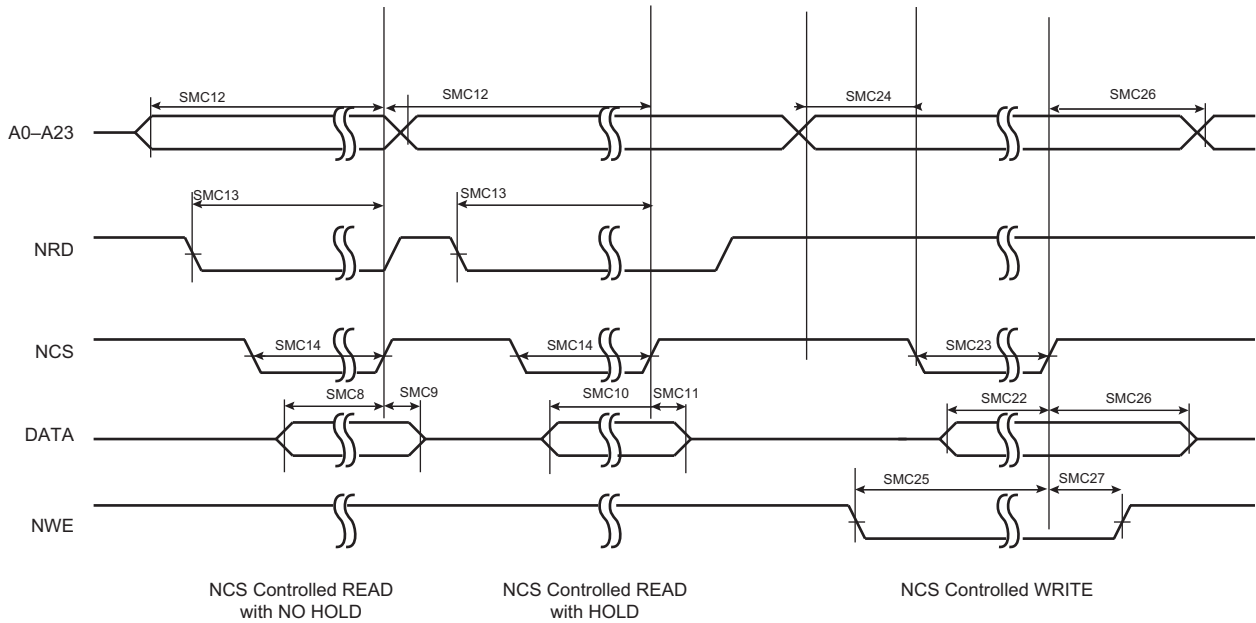 SMC12
SMC12
SMC24
SMC26
A0–A23
SMC13
SMC13
NRD
NCS
SMC14
SMC14
SMC23
SMC8
SMC9
SMC10
SMC11
SMC22
SMC26
DATA
SMC25
SMC27
NWE
NCS Controlled READ
with NO HOLD
NCS Controlled READ
with HOLD
NCS Controlled WRITE